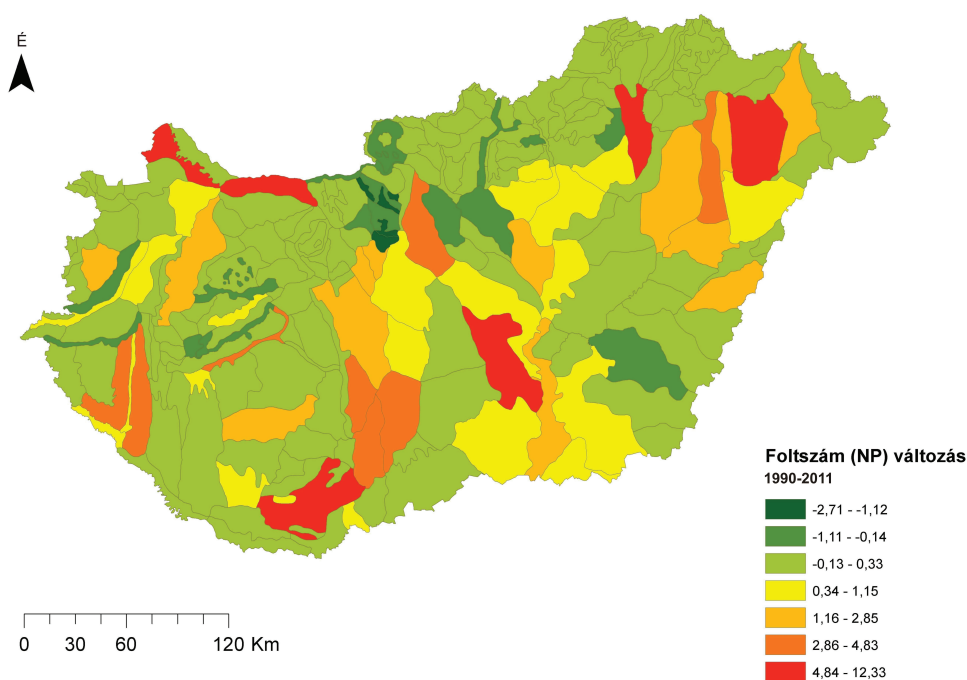 É
Foltszám (NP) változás
1990-2011
-2,71 - -1,12
-1,11 - -0,14
-0,13 - 0,33
0,34 - 1,15
1,16 - 2,85
2,86 - 4,83
4,84 - 12,33
0 30 60 120 Km